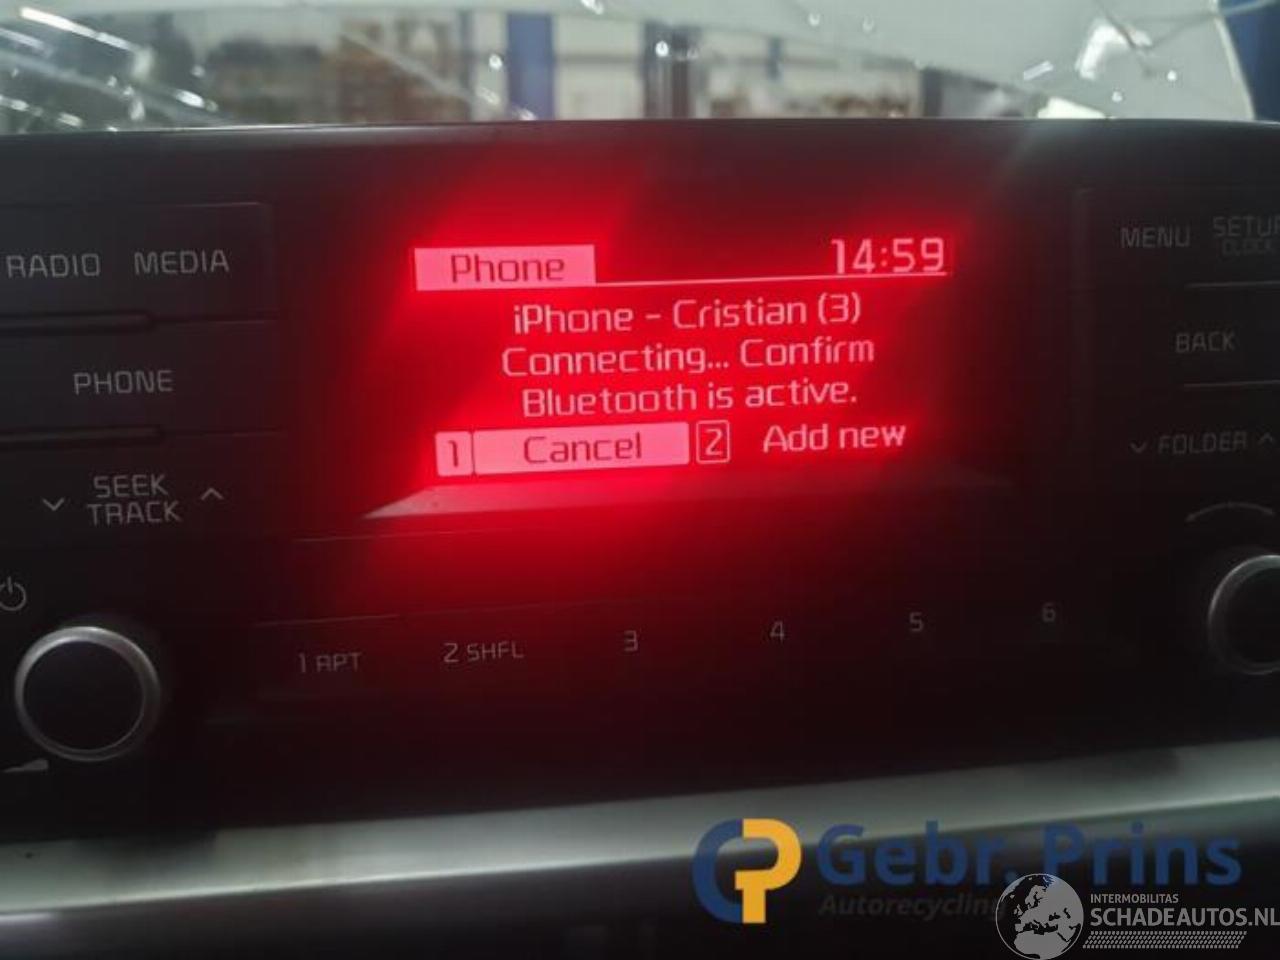 RADIO MEDIA
PHONE
SEEK
TRACK
Phone 14:59
iPhone - Cristian (3)
Connecting... Confirm
Bluetooth is active.
1 Cancel 2 Add new
MENU SETUP
CLOCK
BACK
FOLDER
1 RPT 2 SHFL 3 4 5 6
Gebr. Prins
Autorecycling
INTERMOBILITAS
SCHADEAUTOS.NL